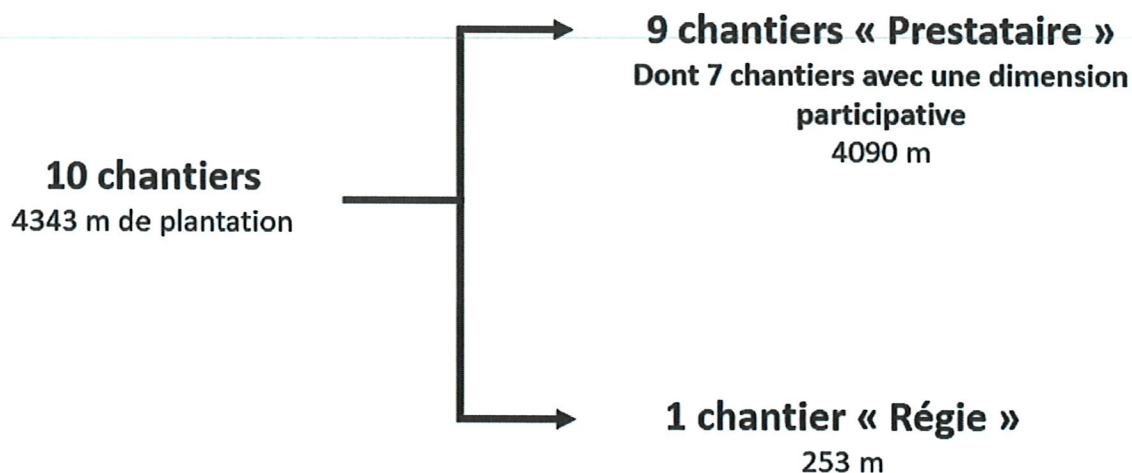 10 chantiers
4343 m de plantation
9 chantiers « Prestataire »
Dont 7 chantiers avec une dimension
participative
4090 m
1 chantier « Régie »
253 m